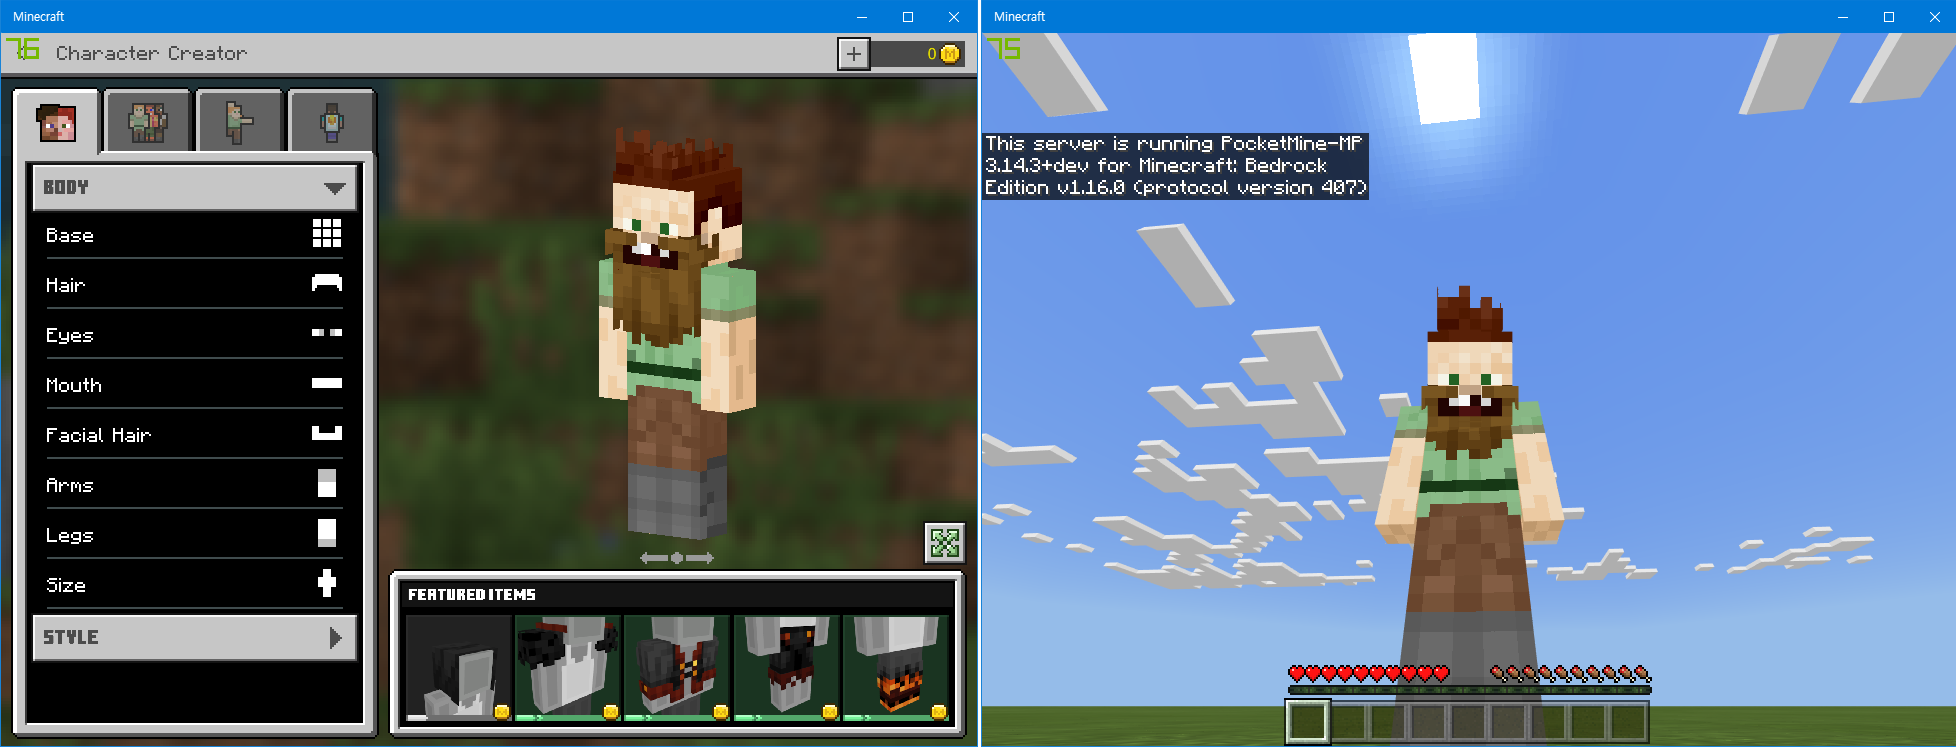 Minecraft
76
Character Creator
0
BODY
Base
Hair
Eyes
Mouth
Facial Hair
Arms
Legs
Size
STYLE
FEATURED ITEMS
Minecraft
75
This server is running PocketMine-MP
3.14.3+dev for Minecraft: Bedrock
Edition v1.16.0 (protocol version 407)